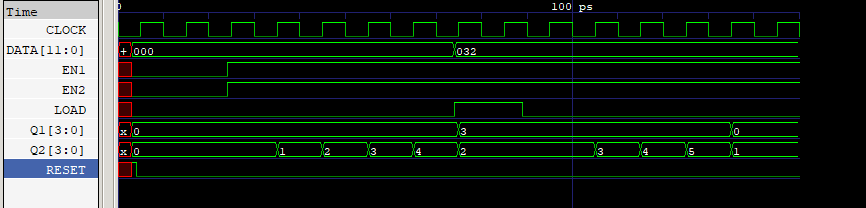 Time 0 100 ps
CLOCK
DATA[11:0] + 000 032
EN1
EN2
LOAD
Q1[3:0] x 0 3 0
Q2[3:0] x 0 1 2 3 4 2 3 4 5 1
RESET